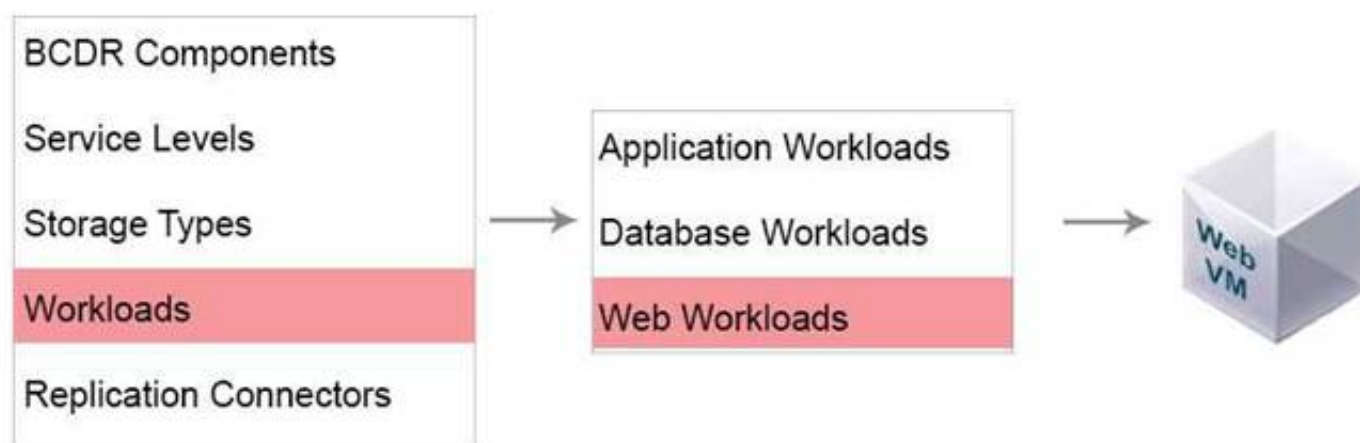 BCDR Components
Service Levels
Storage Types
Workloads
Replication Connectors
Application Workloads
Database Workloads
Web Workloads
Web
VM